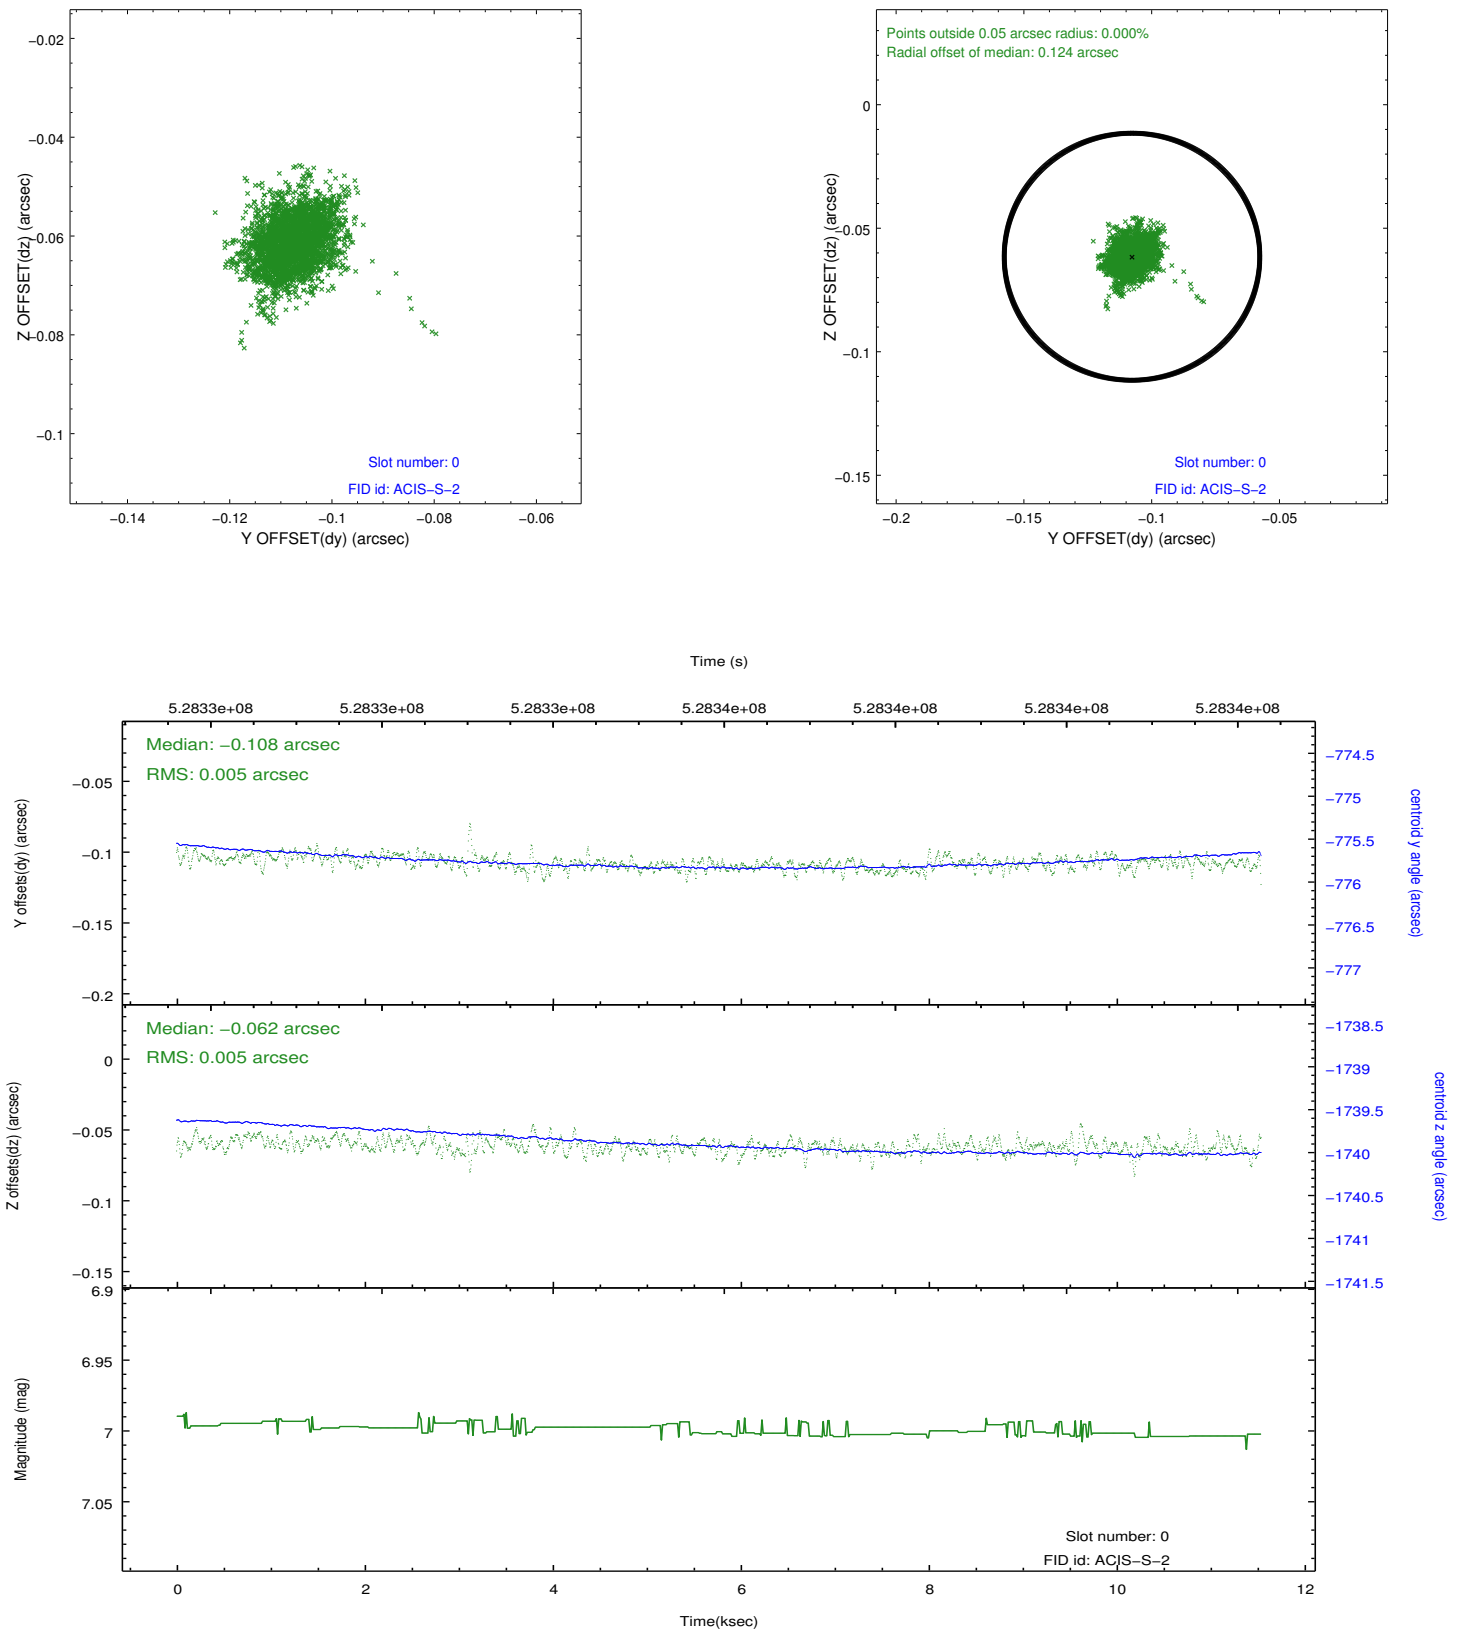 −0.02
−0.04
−0.06
−0.08
−0.1
Z OFFSET(dz) (arcsec)
Slot number: 0
FID id: ACIS−S−2
−0.14
−0.12
−0.1
−0.08
−0.06
Y OFFSET(dy) (arcsec)
Points outside 0.05 arcsec radius: 0.000%
Radial offset of median: 0.124 arcsec
0
−0.05
−0.1
−0.15
Z OFFSET(dz) (arcsec)
Slot number: 0
FID id: ACIS−S−2
−0.2
−0.15
−0.1
−0.05
Y OFFSET(dy) (arcsec)
Time (s)
5.2833e+08
5.2833e+08
5.2833e+08
5.2834e+08
5.2834e+08
5.2834e+08
5.2834e+08
Median: −0.108 arcsec
RMS: 0.005 arcsec
−0.05
−0.1
−0.15
−0.2
Y offsets(dy) (arcsec)
−774.5
−775
−775.5
−776
−776.5
−777
centroid y angle (arcsec)
Median: −0.062 arcsec
RMS: 0.005 arcsec
0
−0.05
−0.1
−0.15
Z offsets(dz) (arcsec)
−1738.5
−1739
−1739.5
−1740
−1740.5
−1741
−1741.5
centroid z angle (arcsec)
6.9
6.95
7
7.05
Magnitude (mag)
Slot number: 0
FID id: ACIS−S−2
0
2
4
6
8
10
12
Time(ksec)